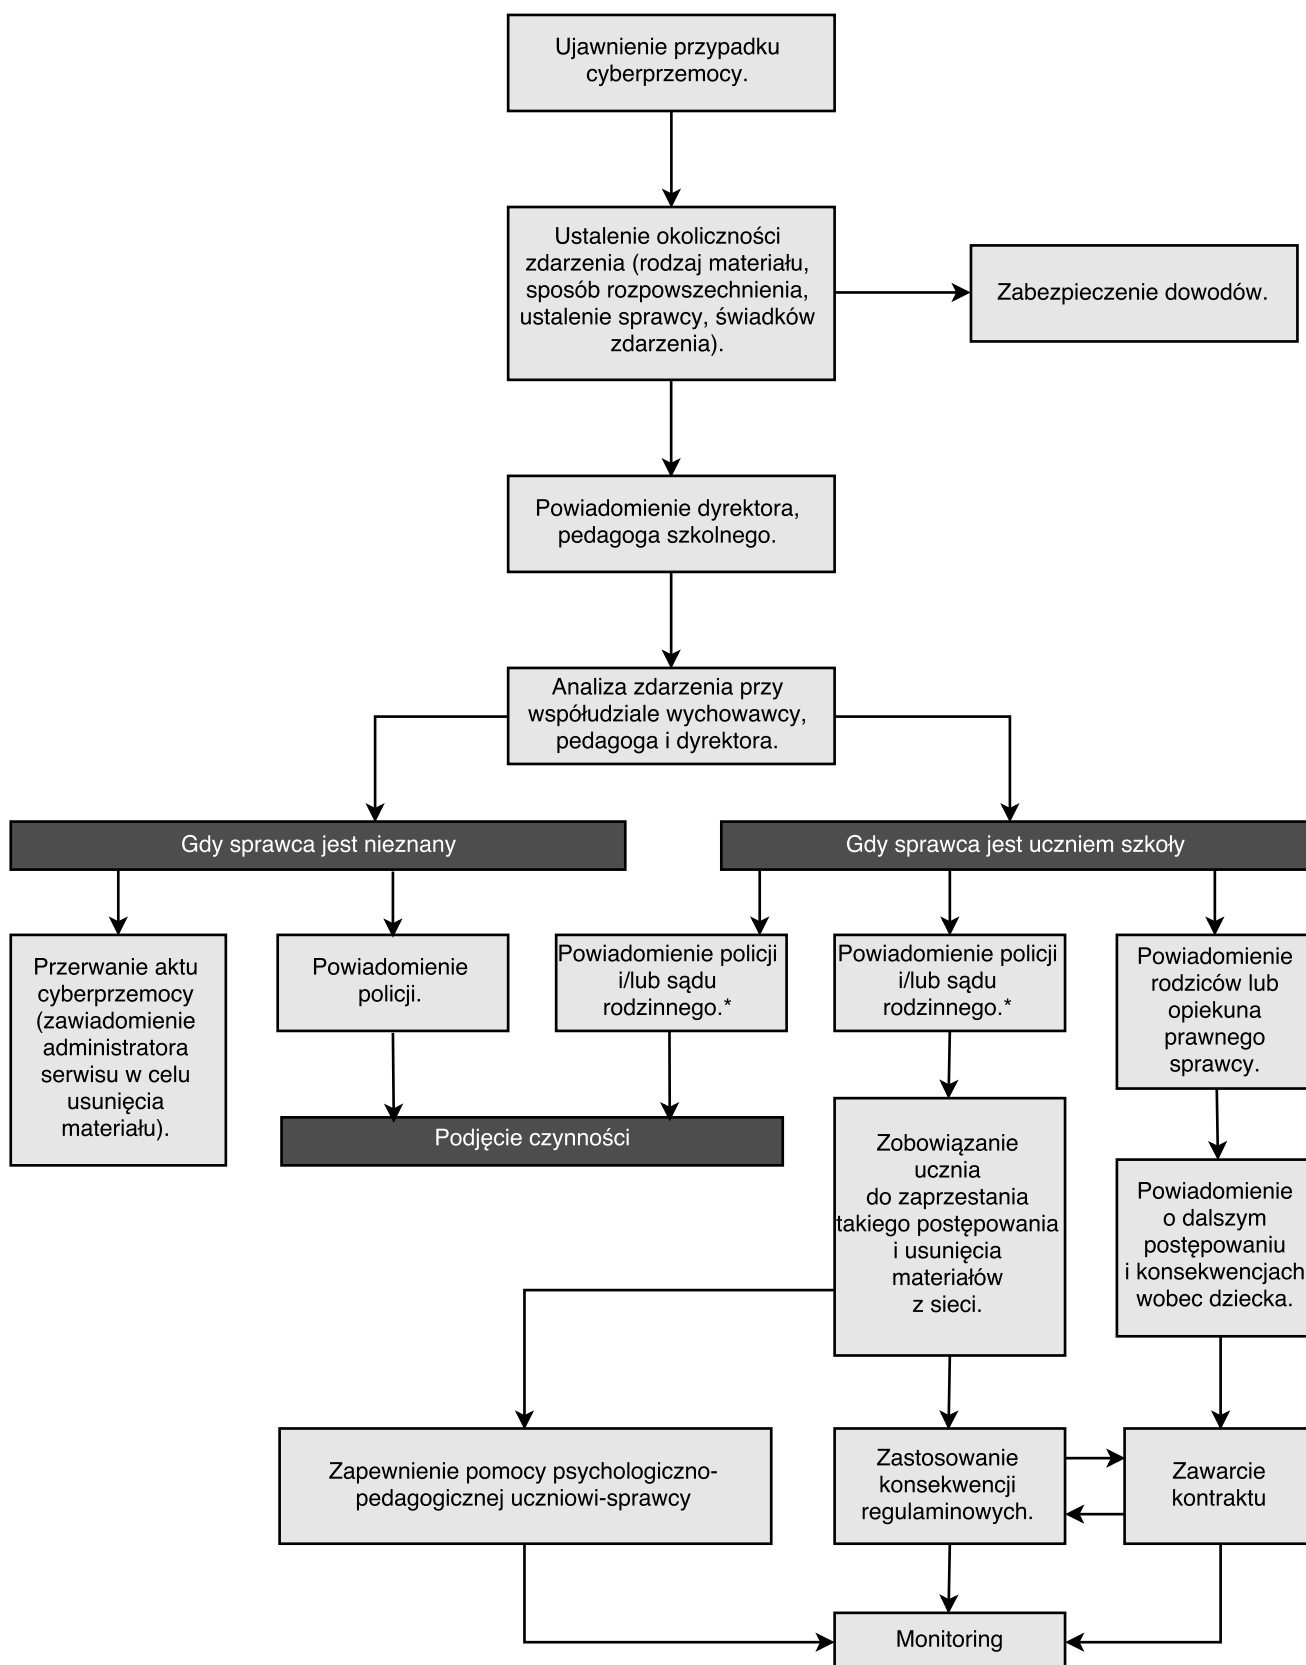 Ujawnienie przypadku
cyberprzemocy.
Ustalenie okoliczności
zdarzenia (rodzaj materiału,
sposób rozpowszechnienia,
ustalenie sprawcy, świadków
zdarzenia).
Zabezpieczenie dowodów.
Powiadomienie dyrektora,
pedagoga szkolnego.
Analiza zdarzenia przy
współudziale wychowawcy,
pedagoga i dyrektora.
Gdy sprawca jest nieznany
Gdy sprawca jest uczniem szkoły
Przerwanie aktu
cyberprzemocy
(zawiadomienie
administratora
serwisu w celu
usunięcia
materiału).
Powiadomienie
policji.
Powiadomienie policji
i/lub sądu
rodzinnego.*
Powiadomienie policji
i/lub sądu
rodzinnego.*
Powiadomienie
rodziców lub
opiekuna
prawnego
sprawcy.
Podjęcie czynności
Zobowiązanie
ucznia
do zaprzestania
takiego postępowania
i usunięcia
materiałów
z sieci.
Powiadomienie
o dalszym
postępowaniu
i konsekwencjach
wobec dziecka.
Zapewnienie pomocy psychologiczno-
pedagogicznej uczniowi-sprawcy
Zastosowanie
konsekwencji
regulaminowych.
Zawarcie
kontraktu
Monitoring